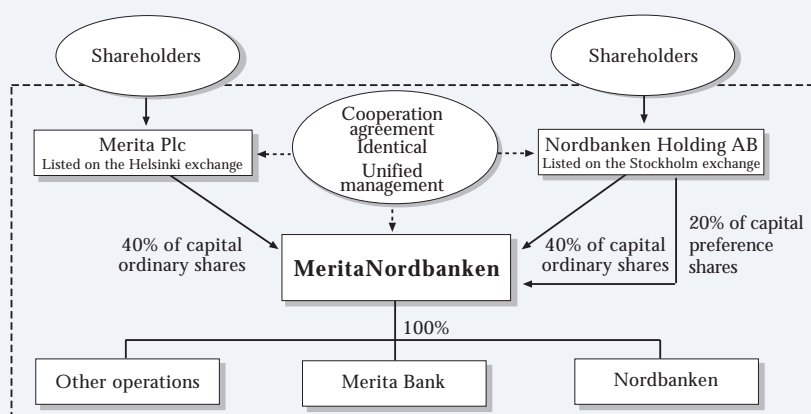 Shareholders
Shareholders
Cooperation
agreement
Identical
Unified
management
Merita Plc
Listed on the Helsinki exchange
Nordbanken Holding AB
Listed on the Stockholm exchange
40% of capital
ordinary shares
MeritaNordbanken
40% of capital
ordinary shares
20% of capital
preference
shares
100%
Other operations
Merita Bank
Nordbanken